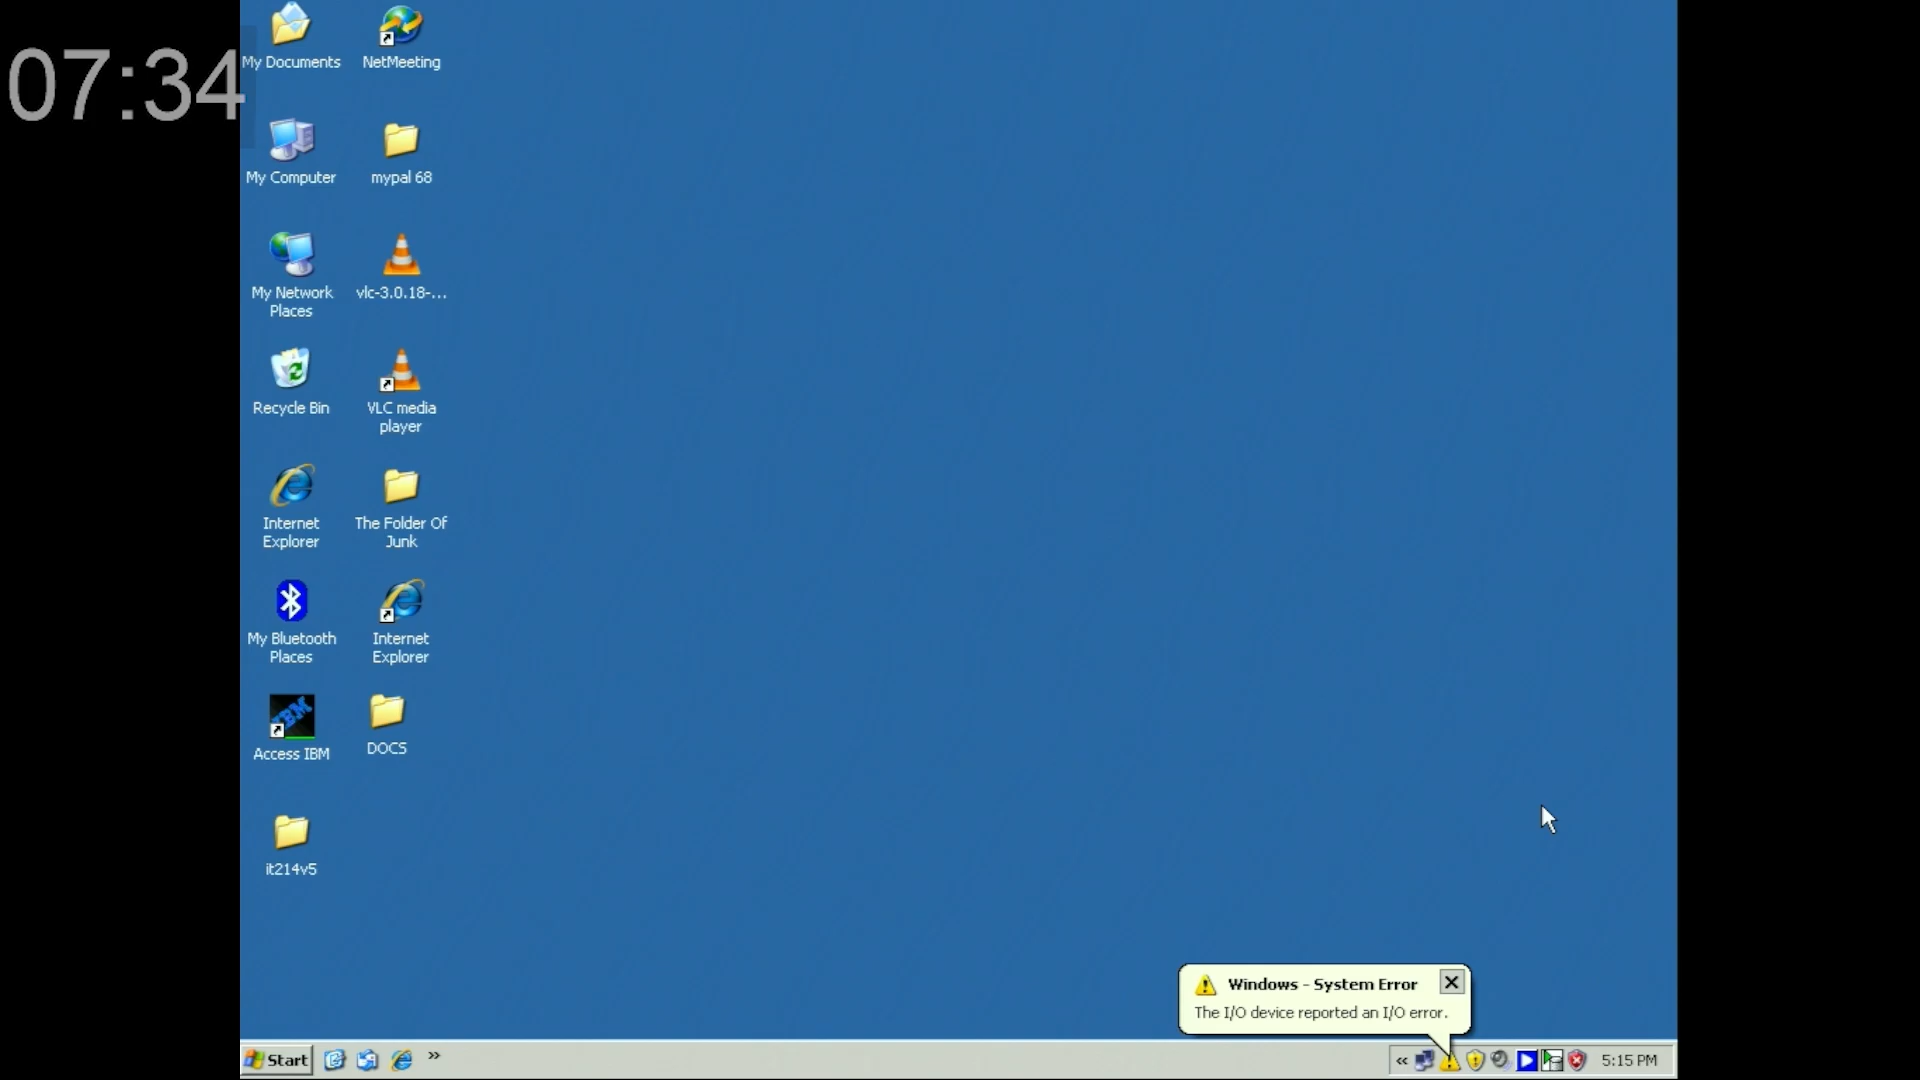 07:34
My Documents
NetMeeting
My Computer
mypal 68
My Network
Places
vlc-3.0.18-...
Recycle Bin
VLC media
player
Internet
Explorer
The Folder Of
Junk
My Bluetooth
Places
Internet
Explorer
IBM
Access IBM
DOCS
it214v5
Windows - System Error
The I/O device reported an I/O error.
Start
5:15 PM